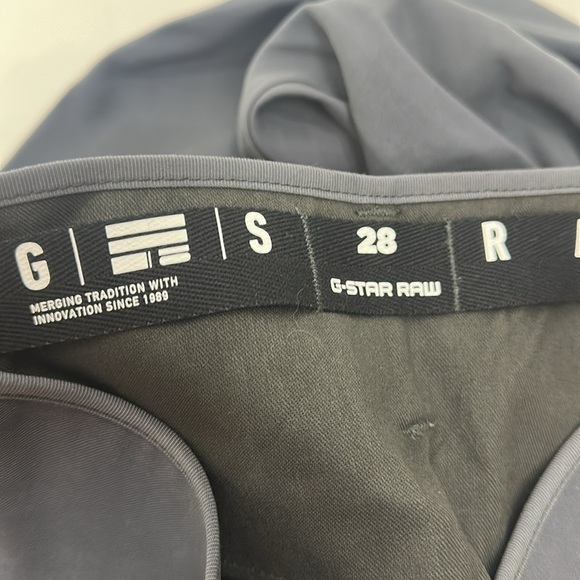 G S 28 R
MERGING TRADITION WITH
INNOVATION SINCE 1989
G-STAR RAW